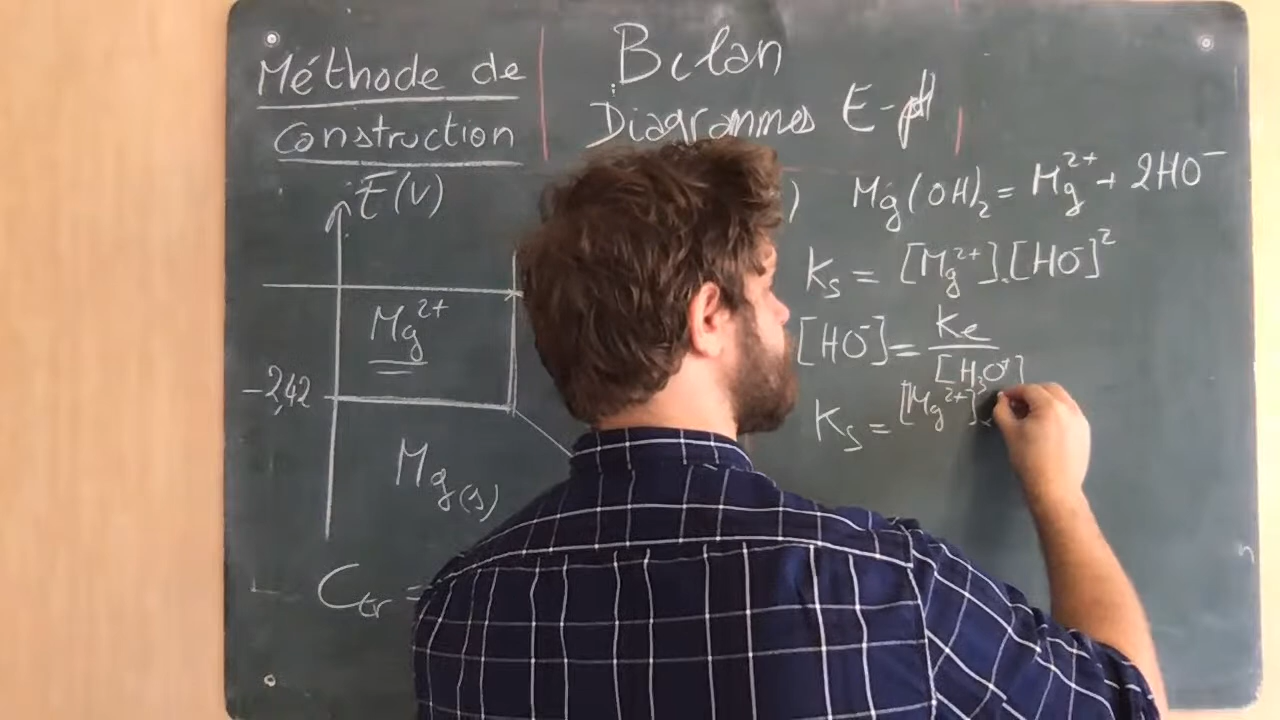 Méthode de
Construction
Bilan
Diagrammes E-pH
E(V)
Mg²⁺
-2,42
Mg(s)
Ctr =
) Mg(OH)₂ = Mg²⁺ + 2HO⁻
Ks = [Mg²⁺].[HO⁻]²
[HO⁻] = Ke / [H₃O⁺]
Ks = [Mg²⁺].